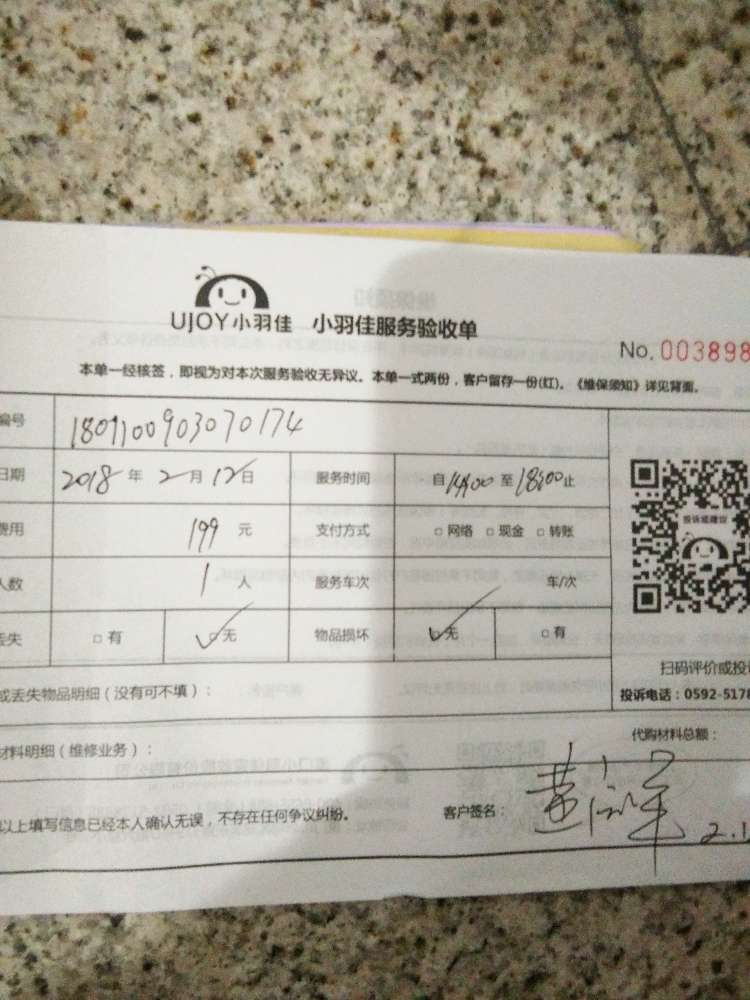 UJOY小羽佳 小羽佳服务验收单
No.003898
本单一经核签，即视为对本次服务验收无异议。本单一式两份，客户留存一份(红)。《维保须知》详见背面。
编号 180910090307 0174
日期 2018年2月12日 服务时间 自14:00至18:00止
费用 199元 支付方式 □网络 □现金 □转账
人数 1人 服务车次 车/次
丢失 □有 ✓□无 物品损坏 ✓□无 □有
投诉或建议
扫码评价或投诉
投诉电话：0592-5178
或丢失物品明细（没有可不填）：
材料明细（维修业务）： 代购材料总额：
以上填写信息已经本人确认无误，不存在任何争议纠纷。 客户签名： 2.1